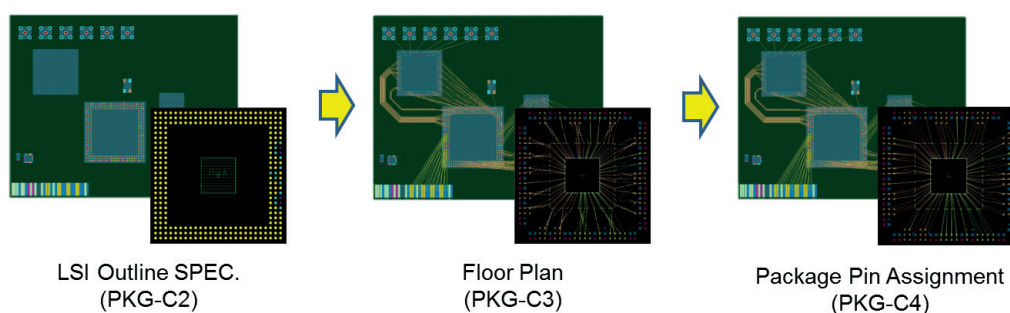 LSI Outline SPEC.
(PKG-C2)
Floor Plan
(PKG-C3)
Package Pin Assignment
(PKG-C4)